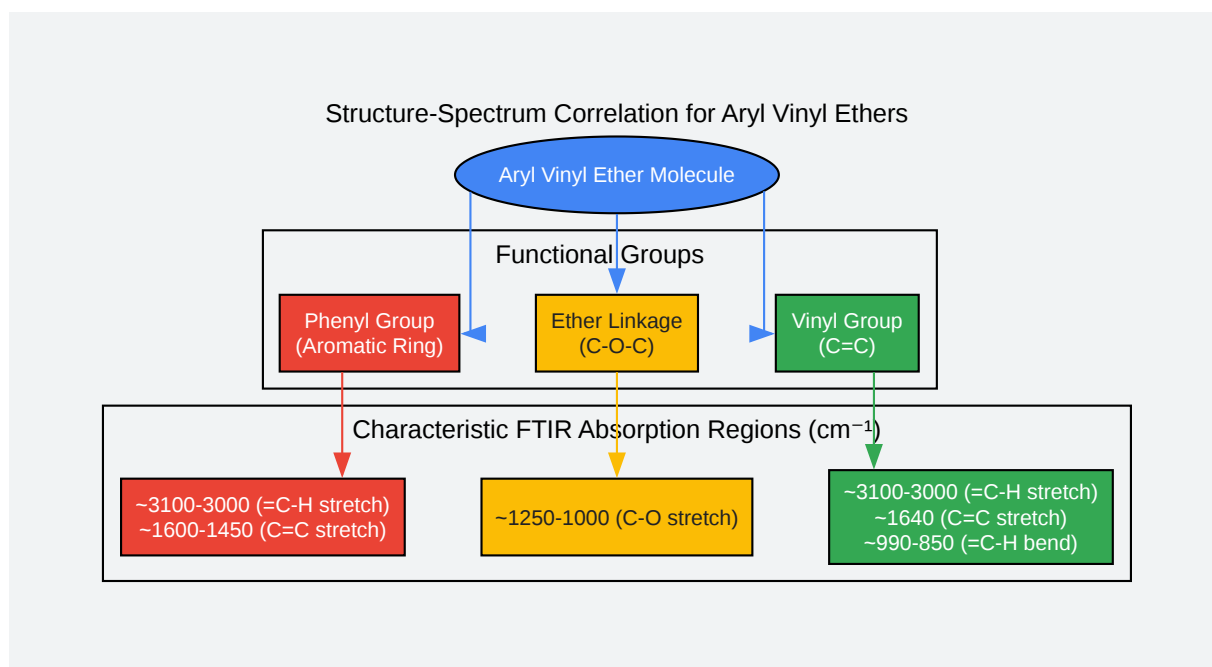 Structure-Spectrum Correlation for Aryl Vinyl Ethers
Aryl Vinyl Ether Molecule
Functional Groups
Phenyl Group
(Aromatic Ring)
Ether Linkage
(C-O-C)
Vinyl Group
(C=C)
Characteristic FTIR Absorption Regions (cm⁻¹)
~3100-3000 (=C-H stretch)
~1600-1450 (C=C stretch)
~1250-1000 (C-O stretch)
~3100-3000 (=C-H stretch)
~1640 (C=C stretch)
~990-850 (=C-H bend)